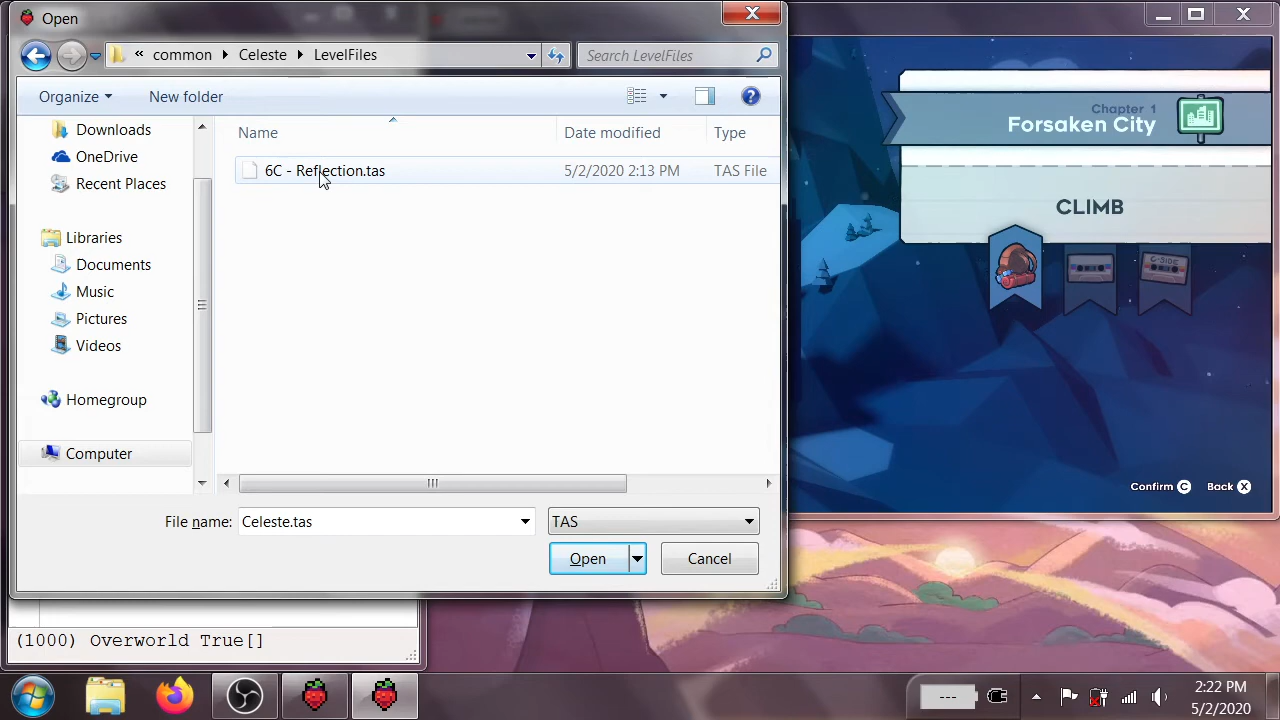 Open
« common Celeste LevelFiles
Search LevelFiles
Organize
New folder
Name
Date modified
Type
Downloads
OneDrive
Recent Places
Libraries
Documents
Music
Pictures
Videos
Homegroup
Computer
6C - Reflection.tas
5/2/2020 2:13 PM
TAS File
File name:
Celeste.tas
TAS
Open
Cancel
(1000) Overworld True[]
Chapter 1
Forsaken City
CLIMB
C-SIDE
Confirm C
Back X
---
2:22 PM
5/2/2020